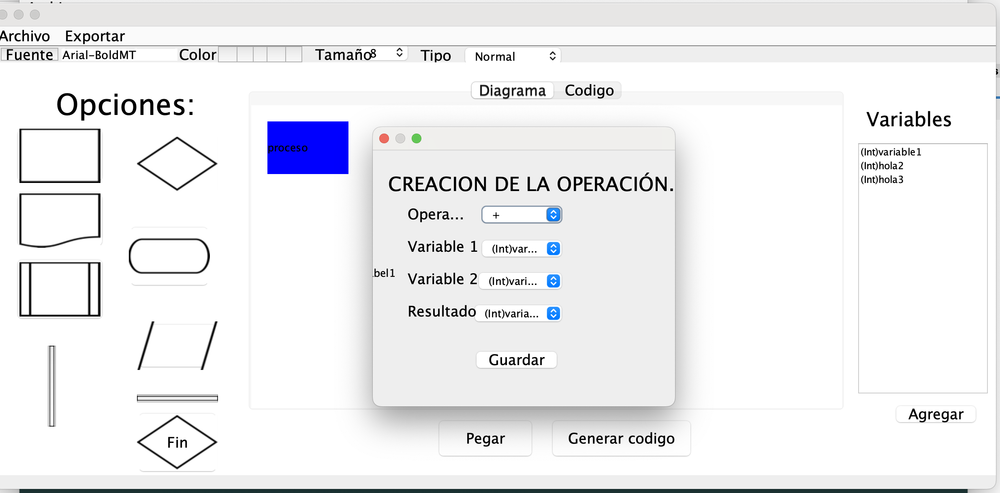 Archivo Exportar
Fuente Arial-BoldMT Color Tamaño 8 Tipo Normal
Diagrama Codigo
Opciones:
Variables
proceso
(Int)variable1
(Int)hola2
(Int)hola3
CREACION DE LA OPERACIÓN.
Opera... +
Variable 1 (Int)var...
bel1
Variable 2 (Int)vari...
Resultado (Int)varia...
Guardar
Agregar
Pegar Generar codigo
Fin